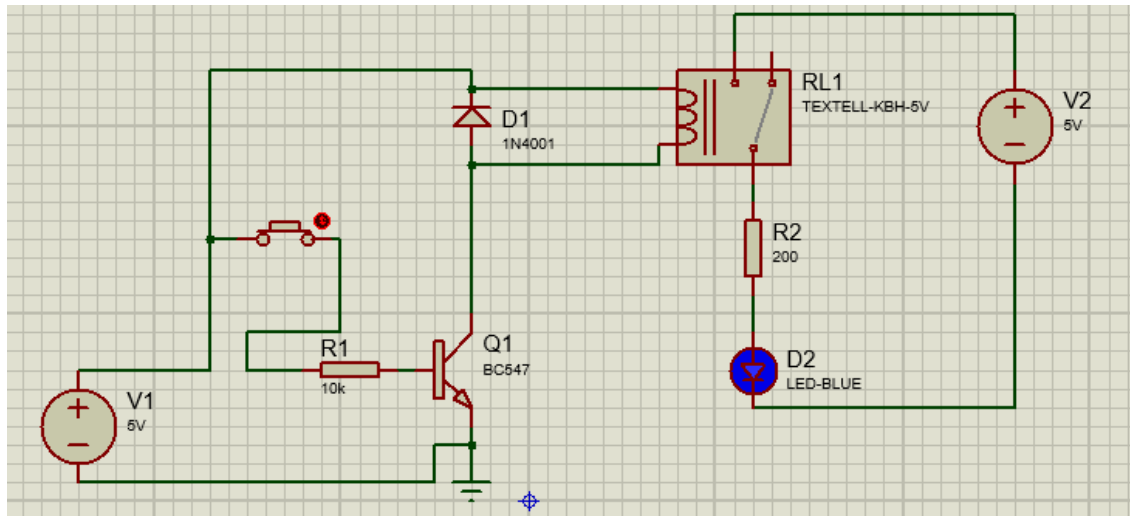 RL1
TEXTELL-KBH-5V
V2
5V
D1
1N4001
R2
200
R1
10k
Q1
BC547
D2
LED-BLUE
V1
5V